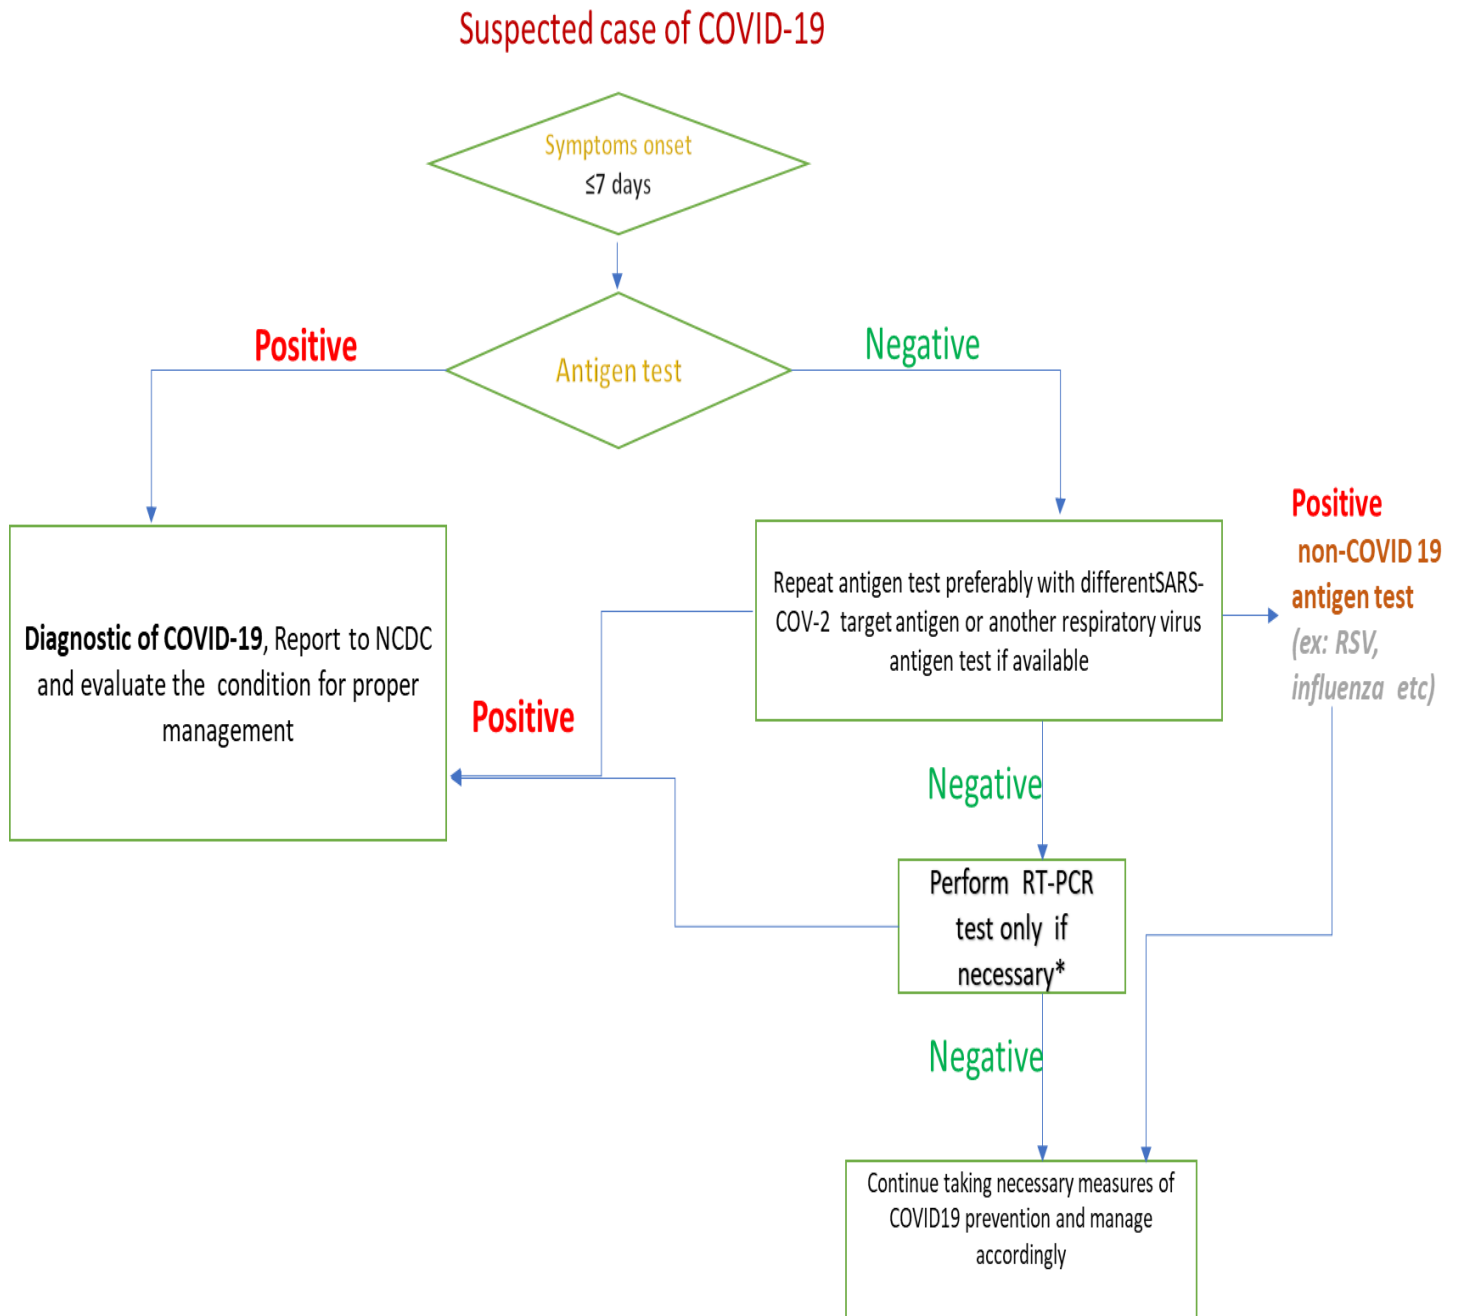 Suspected case of COVID-19
Symptoms onset
≤7 days
Positive
Negative
Antigen test
Positive
non-COVID 19
antigen test
(ex: RSV,
influenza etc)
Repeat antigen test preferably with differentSARS-
COV-2 target antigen or another respiratory virus
antigen test if available
Diagnostic of COVID-19, Report to NCDC
and evaluate the condition for proper
management
Positive
Negative
Perform RT-PCR
test only if
necessary*
Negative
Continue taking necessary measures of
COVID19 prevention and manage
accordingly